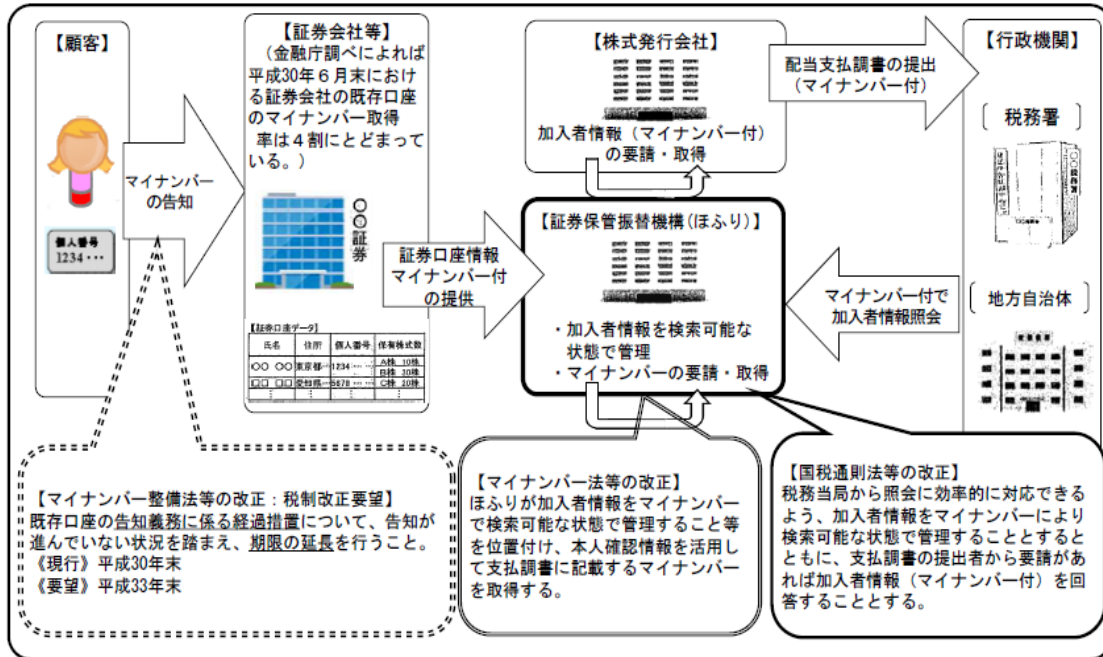 【顧客】
個人番号
1234・・・
マイナンバー
の告知
【証券会社等】
(金融庁調べによれば
平成30年6月末におけ
る証券会社の既存口座
のマイナンバー取得
率は4割にとどまって
いる。)
〇〇証券
【証券口座データ】
氏名 住所 個人番号 保有株式数
〇〇 〇〇 東京都… 1234… A株 10株
B株 30株
□□ □□ 愛知県… 5678… C株 20株
証券口座情報
マイナンバー付
の提供
【株式発行会社】
加入者情報(マイナンバー付)
の要請・取得
【証券保管振替機構(ほふり)】
・加入者情報を検索可能な
状態で管理
・マイナンバーの要請・取得
配当支払調書の提出
(マイナンバー付)
マイナンバー付で
加入者情報照会
【行政機関】
〔税務署〕
〔地方自治体〕
【マイナンバー整備法等の改正:税制改正要望】
既存口座の告知義務に係る経過措置について、告知が
進んでいない状況を踏まえ、期限の延長を行うこと。
《現行》平成30年末
《要望》平成33年末
【マイナンバー法等の改正】
ほふりが加入者情報をマイナンバー
で検索可能な状態で管理すること等
を位置付け、本人確認情報を活用し
て支払調書に記載するマイナンバー
を取得する。
【国税通則法等の改正】
税務当局から照会に効率的に対応できる
よう、加入者情報をマイナンバーにより
検索可能な状態で管理することとすると
ともに、支払調書の提出者から要請が
あれば加入者情報(マイナンバー付)を回
答することとする。